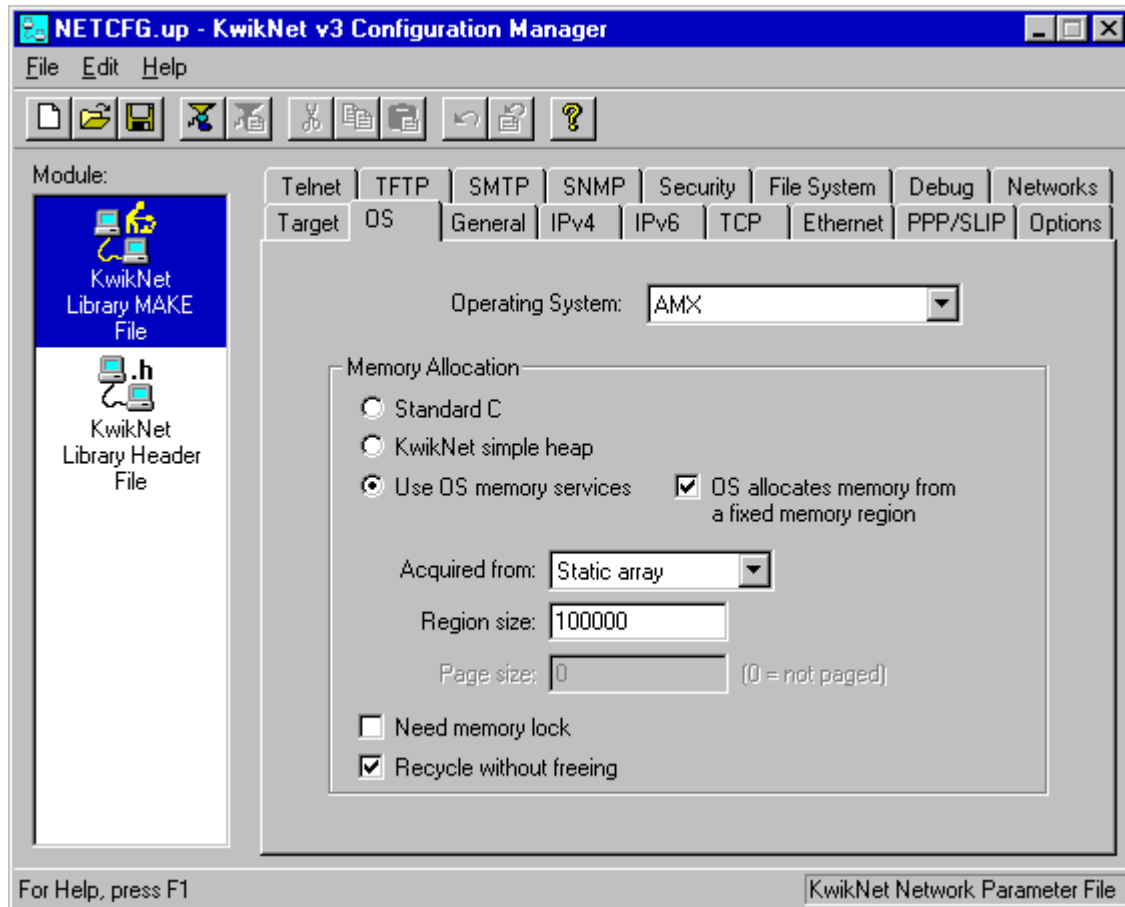 NETCFG.up - KwikNet v3 Configuration Manager
File Edit Help
Module:
KwikNet
Library MAKE
File
.h
KwikNet
Library Header
File
Telnet TFTP SMTP SNMP Security File System Debug Networks
Target OS General IPv4 IPv6 TCP Ethernet PPP/SLIP Options
Operating System: AMX
Memory Allocation
Standard C
KwikNet simple heap
Use OS memory services OS allocates memory from
a fixed memory region
Acquired from: Static array
Region size: 100000
Page size: 0 (0 = not paged)
Need memory lock
Recycle without freeing
For Help, press F1 KwikNet Network Parameter File